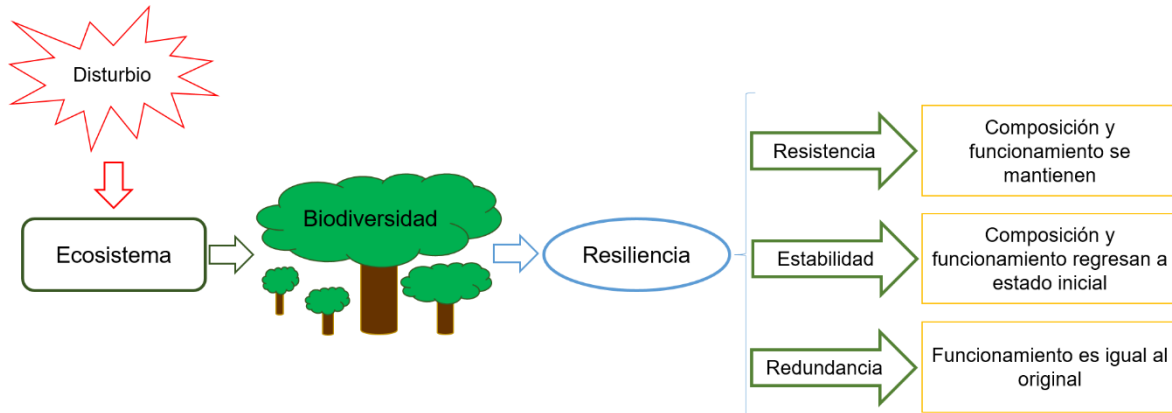 Disturbio
Ecosistema
Biodiversidad
Resiliencia
Resistencia
Composición y
funcionamiento se
mantienen
Estabilidad
Composición y
funcionamiento regresan a
estado inicial
Redundancia
Funcionamiento es igual al
original